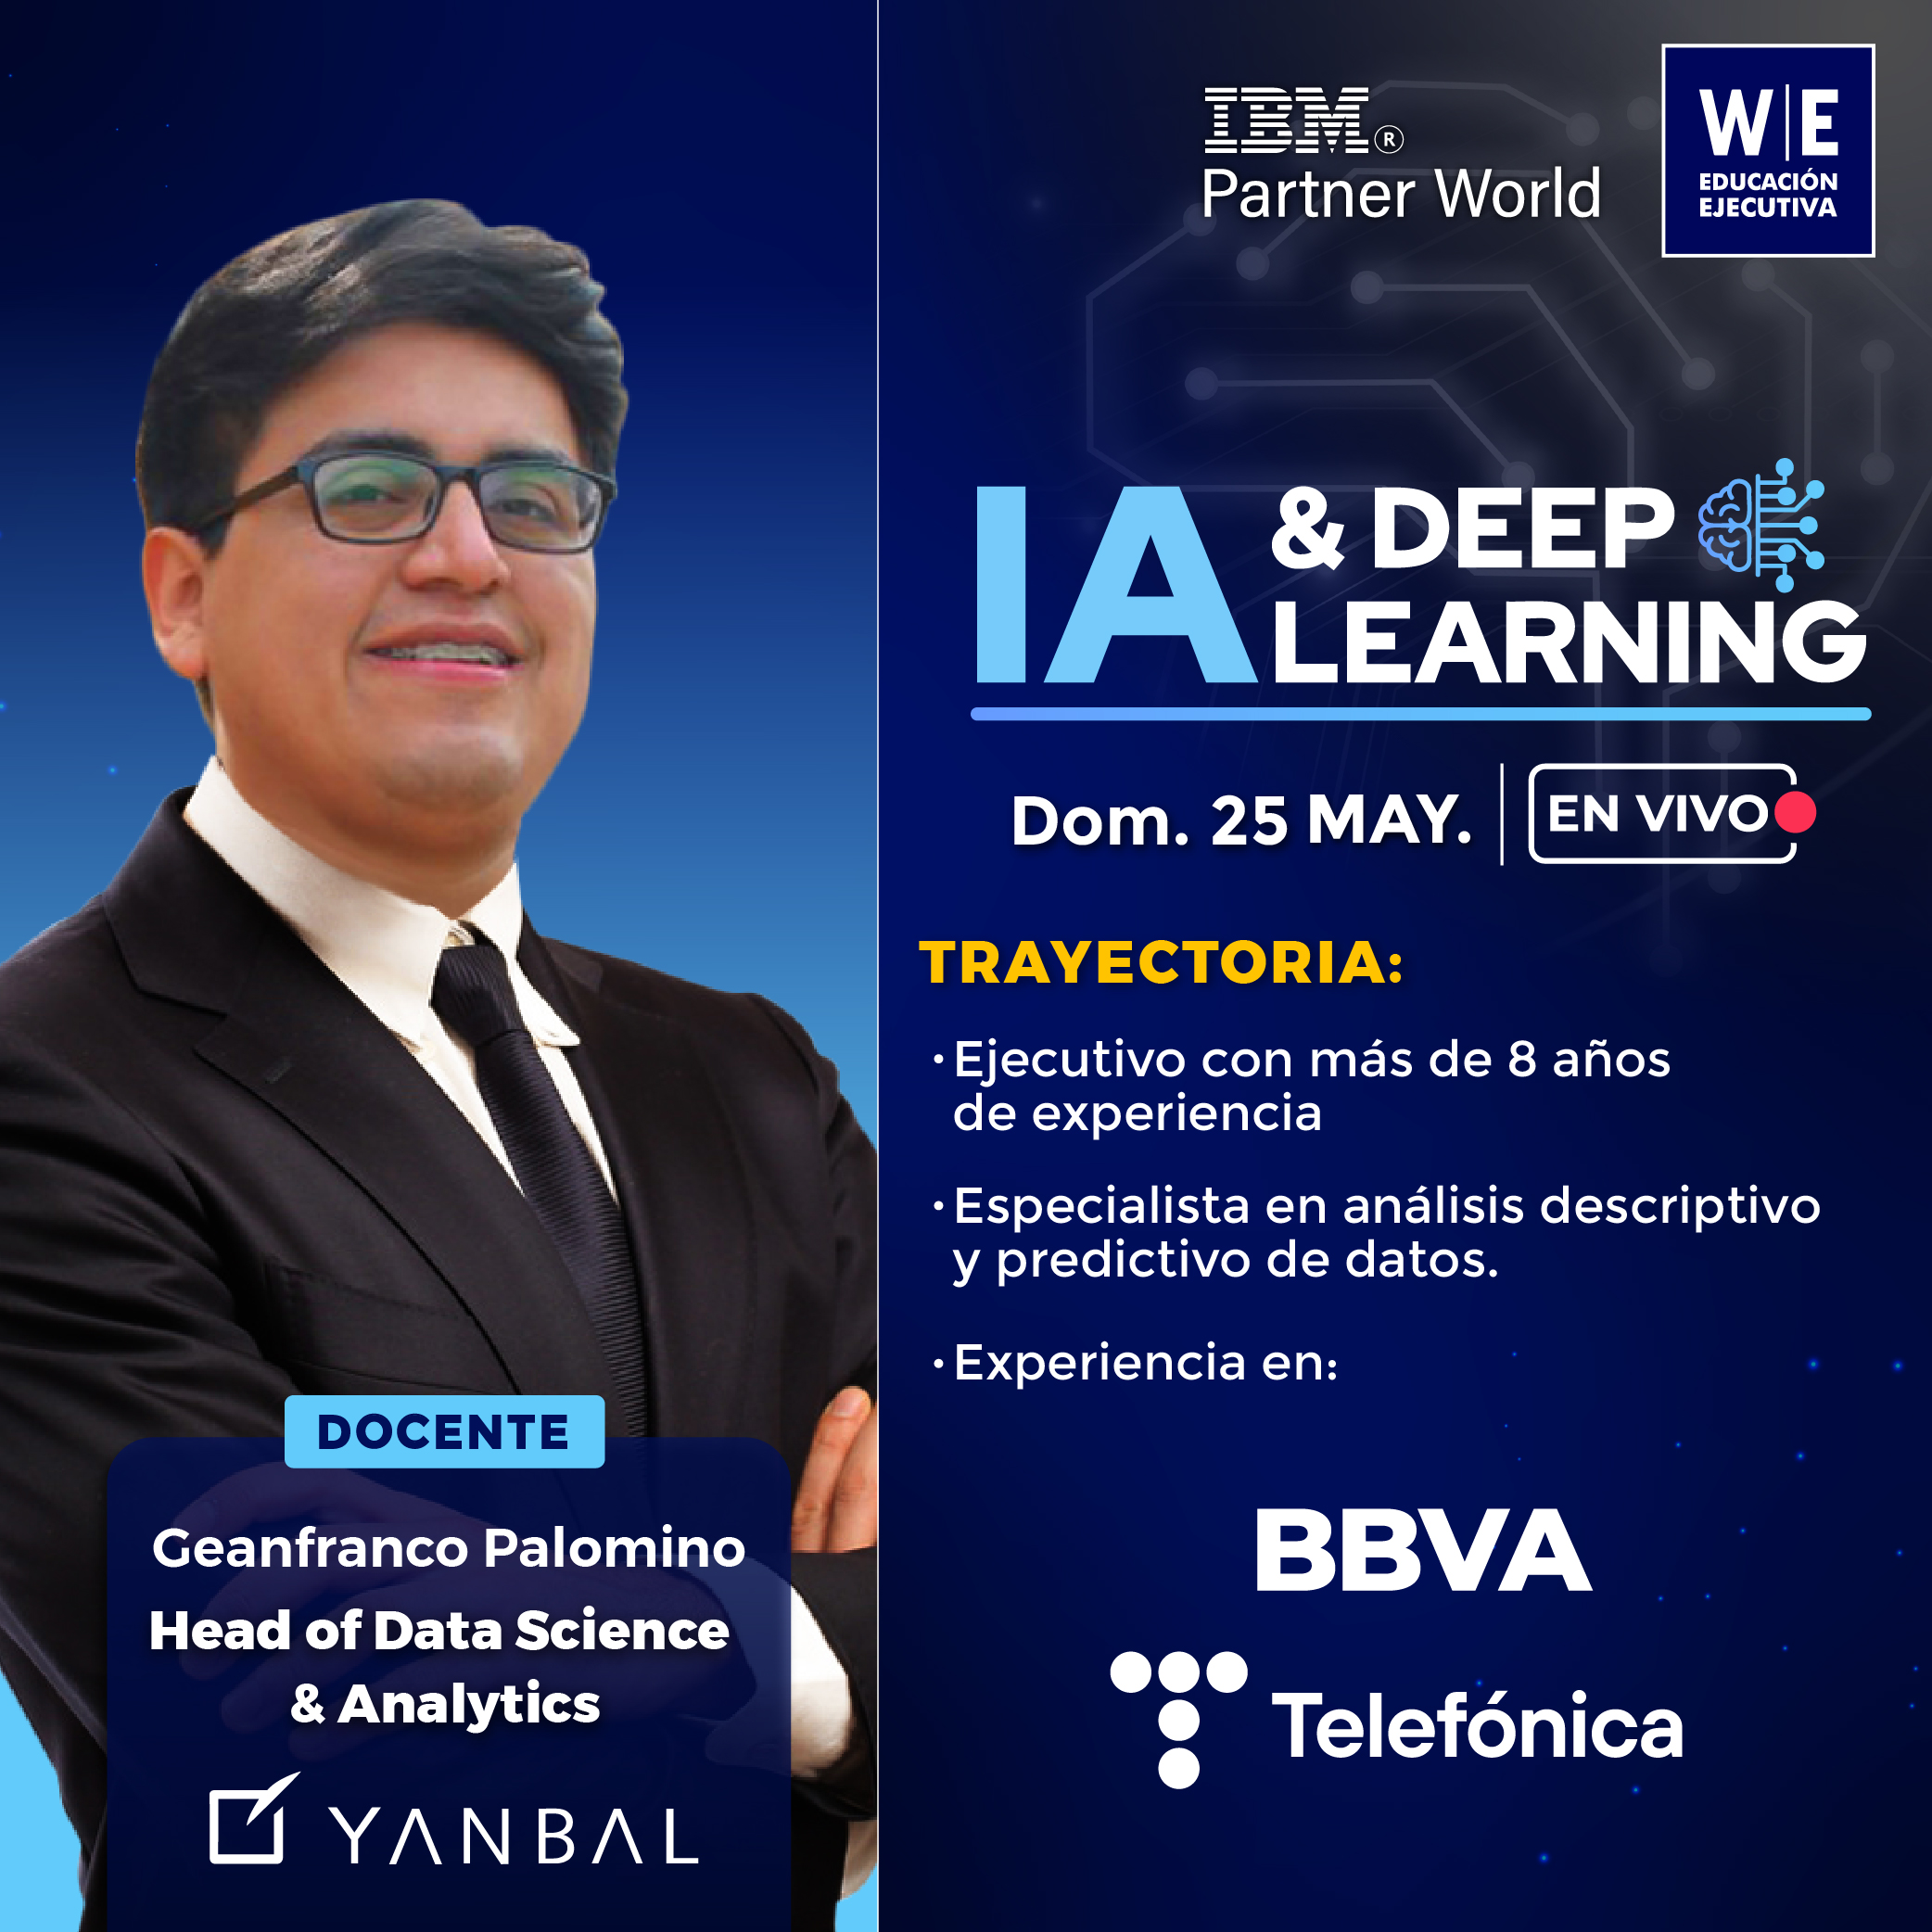 IBM®
Partner World
W|E
EDUCACIÓN
EJECUTIVA
IA & DEEP
LEARNING
Dom. 25 MAY.
EN VIVO
TRAYECTORIA:
· Ejecutivo con más de 8 años
de experiencia
· Especialista en análisis descriptivo
y predictivo de datos.
· Experiencia en:
BBVA
Telefónica
DOCENTE
Geanfranco Palomino
Head of Data Science
& Analytics
YANBAL